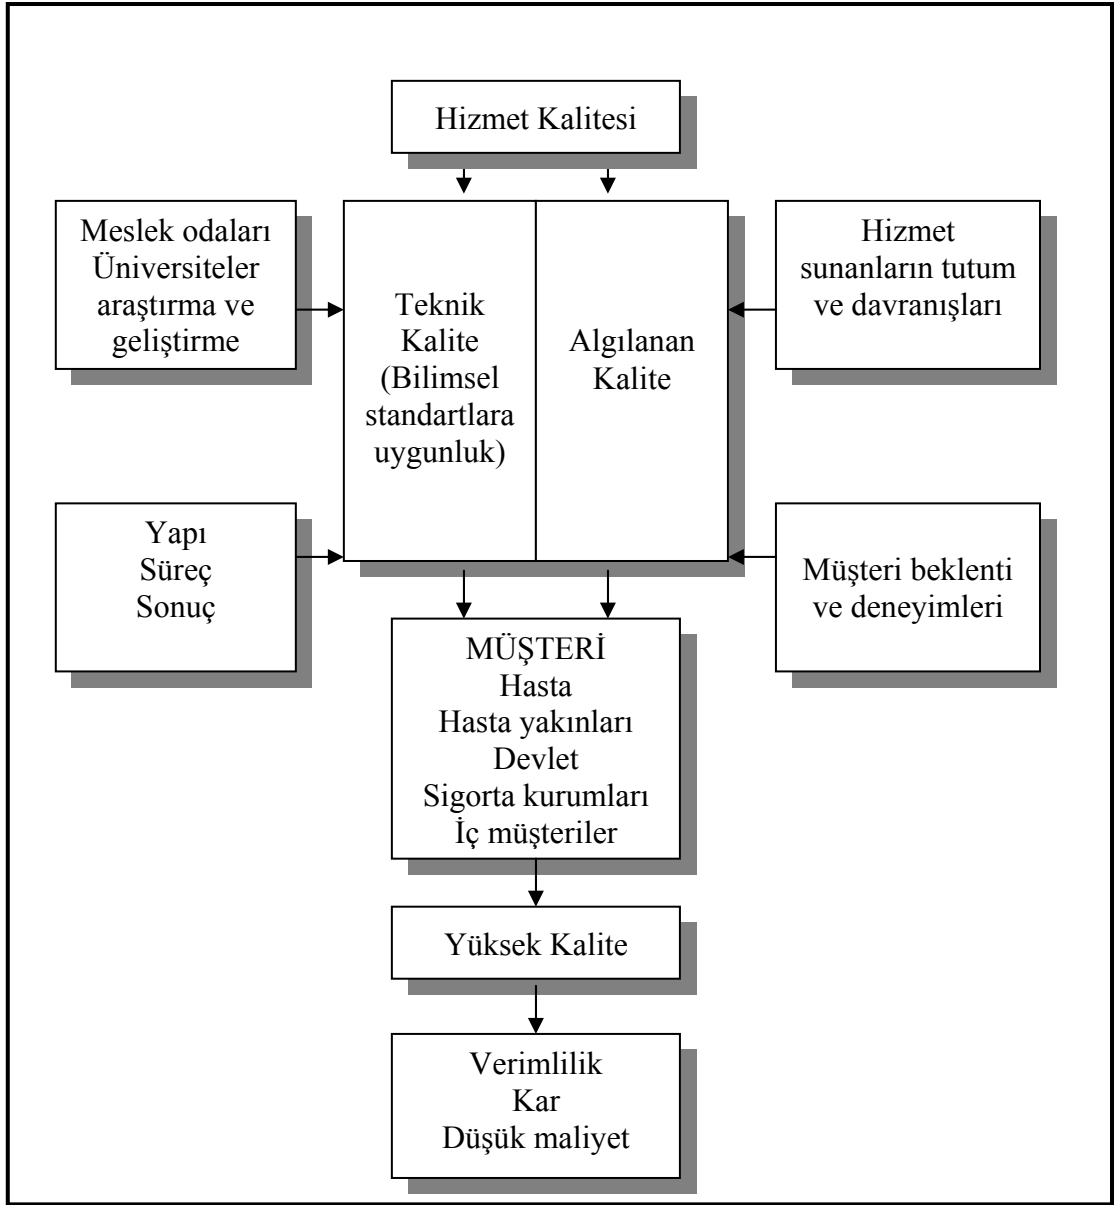 Hizmet Kalitesi
Meslek odaları
Üniversiteler
araştırma ve
geliştirme
Teknik
Kalite
(Bilimsel
standartlara
uygunluk)
Algılanan
Kalite
Hizmet
sunanların tutum
ve davranışları
Yapı
Süreç
Sonuç
Müşteri beklenti
ve deneyimleri
MÜŞTERİ
Hasta
Hasta yakınları
Devlet
Sigorta kurumları
İç müşteriler
Yüksek Kalite
Verimlilik
Kar
Düşük maliyet